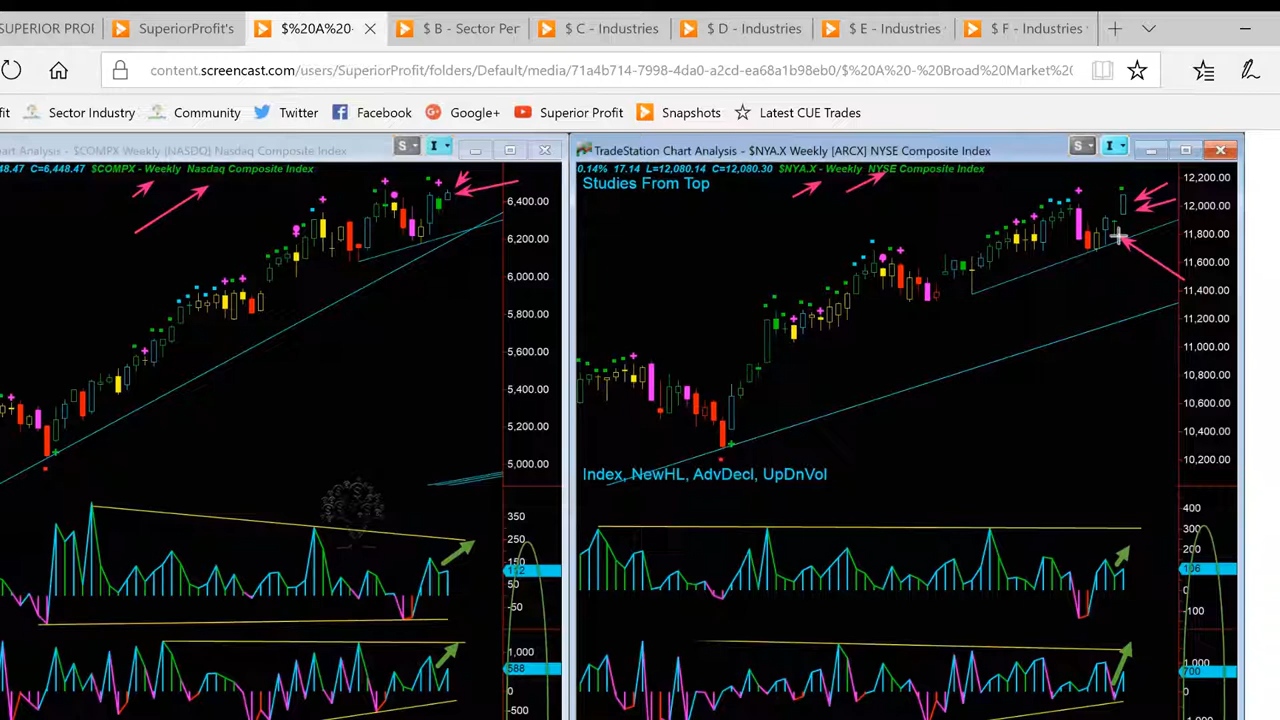 SUPERIOR PROF
SuperiorProfit's
$%20A%20-
$ B - Sector Per
$ C - Industries
$ D - Industries
$ E - Industries
$ F - Industries
content.screencast.com/users/SuperiorProfit/folders/Default/media/71a4b714-7998-4da0-a2cd-ea68a1b98eb0/$%20A%20-%20Broad%20Market%20
fit
Sector Industry
Community
Twitter
Facebook
Google+
Superior Profit
Snapshots
Latest CUE Trades
hart Analysis - $COMPX Weekly [NASDQ] Nasdaq Composite Index
S
I
TradeStation Chart Analysis - $NYA.X Weekly [ARCX] NYSE Composite Index
S
I
48.47 C=6,448.47 $COMPX - Weekly Nasdaq Composite Index
0.14% 17.14 L=12,080.14 C=12,080.30 $NYA.X - Weekly NYSE Composite Index
Studies From Top
6,400.00
6,200.00
6,000.00
5,800.00
5,600.00
5,400.00
5,200.00
5,000.00
12,200.00
12,000.00
11,800.00
11,600.00
11,400.00
11,200.00
11,000.00
10,800.00
10,600.00
10,400.00
10,200.00
Index, NewHL, AdvDecl, UpDnVol
350
250
150
112
50
-50
400
300
200
106
0
-100
1,000
588
0
-500
1,000
700
0